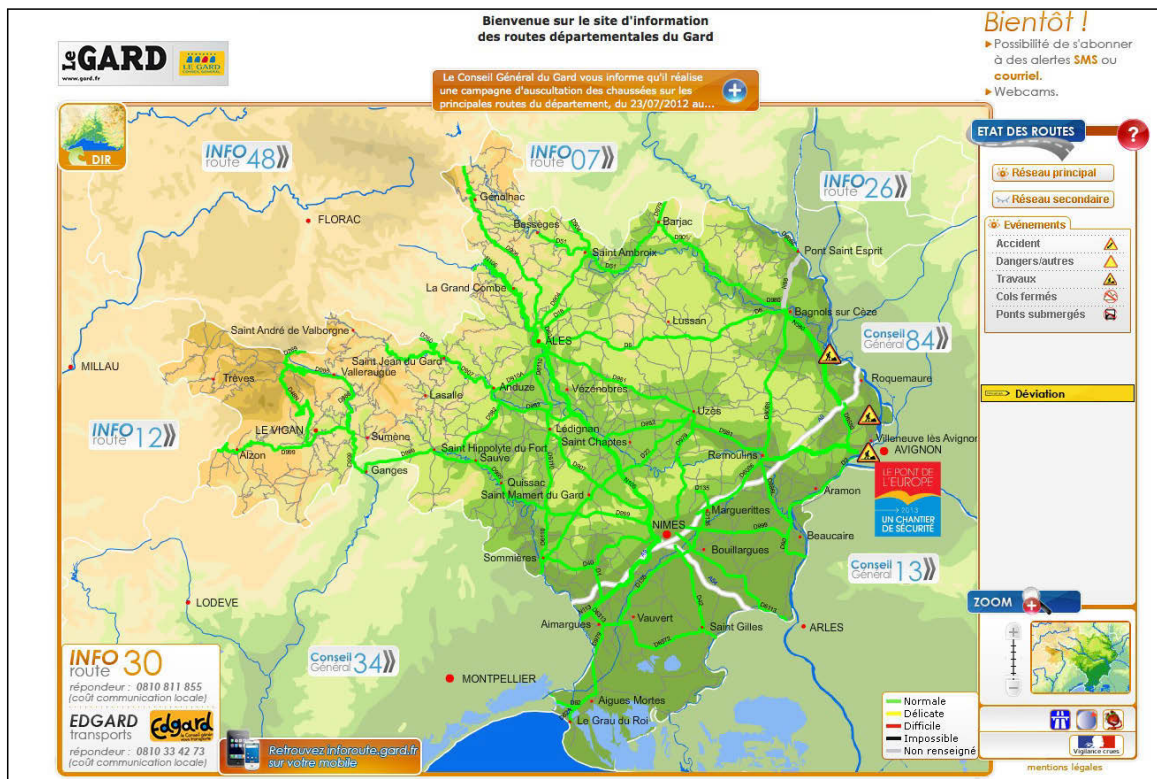 Bienvenue sur le site d'information
des routes départementales du Gard
Le GARD
www.gard.fr
LE GARD
CONSEIL GÉNÉRAL
Le Conseil Général du Gard vous informe qu'il réalise
une campagne d'auscultation des chaussées sur les
principales routes du département, du 23/07/2012 au...
Bientôt !
Possibilité de s'abonner
à des alertes SMS ou
courriel.
Webcams.
DIR
INFO route 48
INFO route 07
INFO route 26
FLORAC
Génolhac
Bessèges
Barjac
Saint Ambroix
Pont Saint Esprit
La Grand Combe
Lussan
Bagnols sur Cèze
Saint André de Valborgne
ALES
Conseil Général 84
MILLAU
Saint Jean du Gard
Trèves
Valleraugue
Roquemaure
Anduze
Vézénobres
Lasalle
Uzès
INFO route 12
LE VIGAN
Sumène
Lédignan
Saint Chaptes
Villeneuve lès Avignon
AVIGNON
Alzon
Saint Hippolyte du Fort
Sauve
Remoulins
Ganges
Quissac
Saint Mamert du Gard
Aramon
LE PONT DE
L'EUROPE
2013
UN CHANTIER
DE SÉCURITÉ
Marguerittes
NIMES
Beaucaire
Bouillargues
Sommières
Conseil Général 13
LODEVE
Aimargues
Vauvert
Saint Gilles
ARLES
Conseil Général 34
MONTPELLIER
Aigues Mortes
Le Grau du Roi
INFO route 30
répondeur : 0810 811 855
(coût communication locale)
EDGARD
transports
Edgard
répondeur : 0810 33 42 73
(coût communication locale)
Retrouvez inforoute.gard.fr
sur votre mobile
Normale
Délicate
Difficile
Impossible
Non renseigné
ETAT DES ROUTES
?
Réseau principal
Réseau secondaire
Evénements
Accident
Dangers/autres
Travaux
Cols fermés
Ponts submergés
Déviation
ZOOM
Vigilance crues
mentions légales